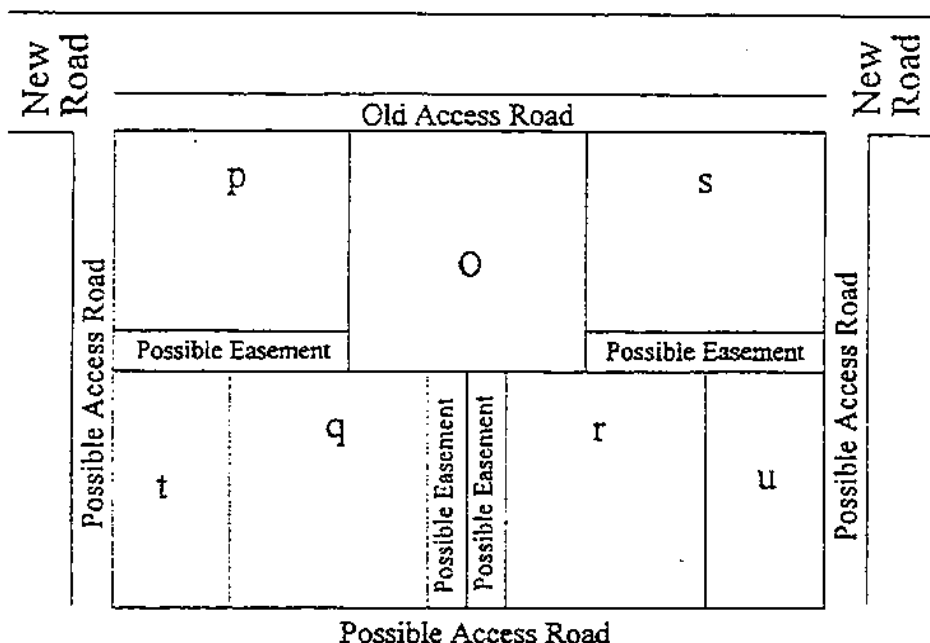 New
Road
New
Road
Old Access Road
p
s
O
Possible Access Road
Possible Easement
Possible Easement
Possible Access Road
t
q
Possible Easement
Possible Easement
r
u
Possible Access Road